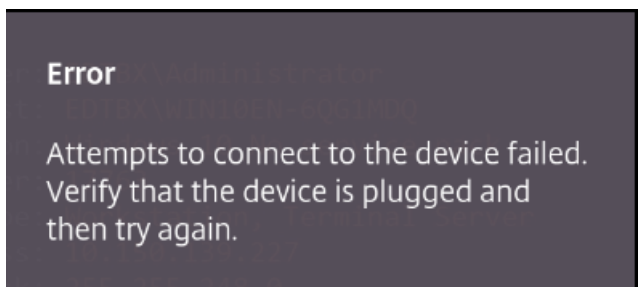 Error
Attempts to connect to the device failed.
Verify that the device is plugged and
then try again.